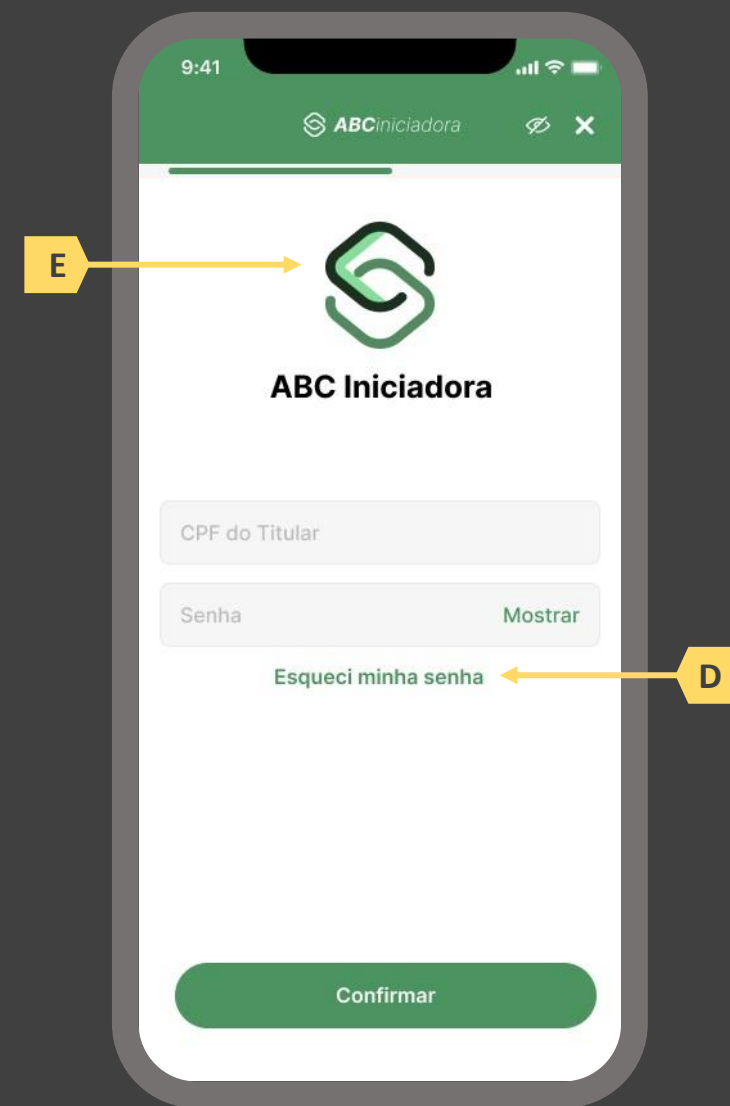 9:41
ABCiniciadora
E
ABC Iniciadora
CPF do Titular
Senha Mostrar
Esqueci minha senha
D
Confirmar